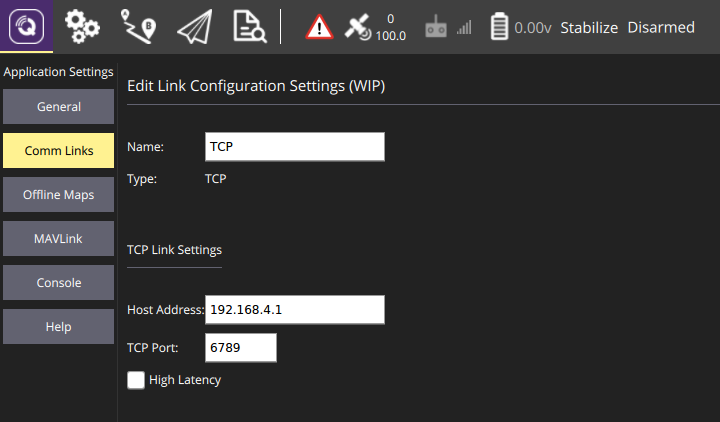 0
100.0
0.00v Stabilize Disarmed
Application Settings
General
Comm Links
Offline Maps
MAVLink
Console
Help
Edit Link Configuration Settings (WIP)
Name: TCP
Type: TCP
TCP Link Settings
Host Address: 192.168.4.1
TCP Port: 6789
High Latency